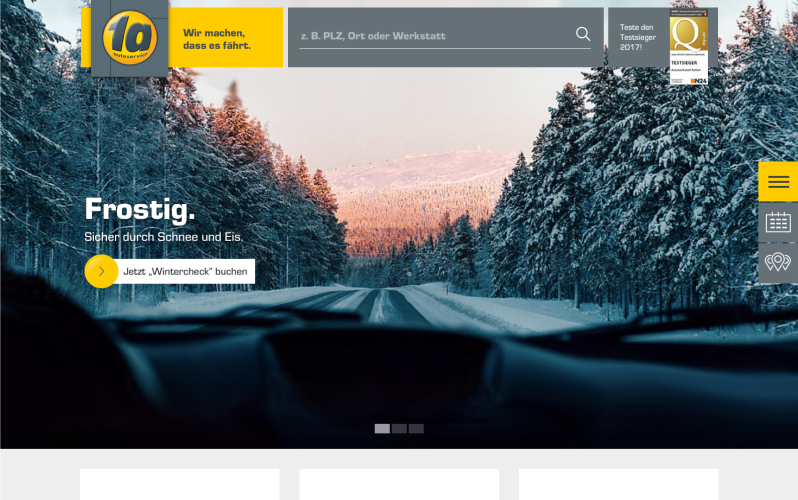 1a
autoservice
Wir machen,
dass es fährt.
z. B. PLZ, Ort oder Werkstatt
Teste den
Testsieger
2017!
TESTSIEGER
N24
Frostig.
Sicher durch Schnee und Eis.
Jetzt „Wintercheck“ buchen